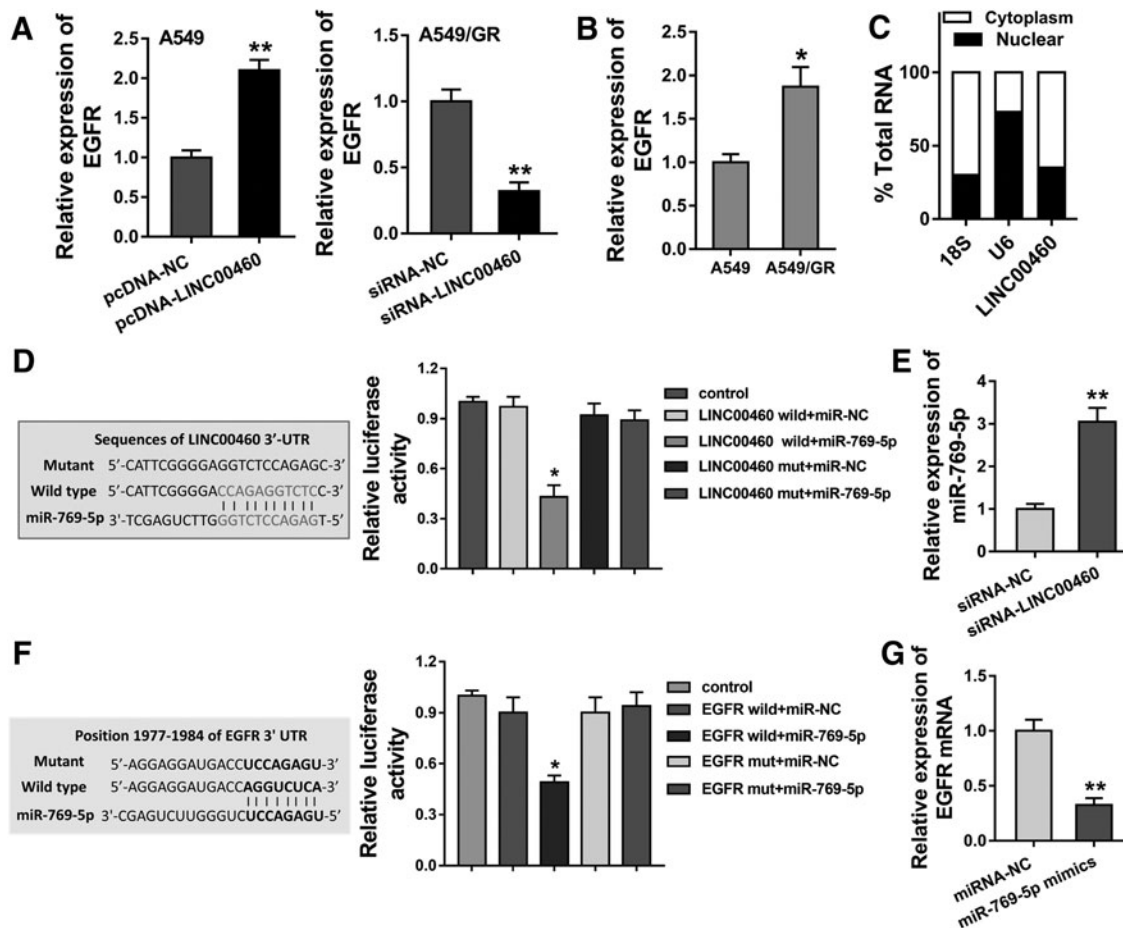 A
Relative expression of
EGFR
A549
**
2.5
2.0
1.5
1.0
0.5
0.0
pcDNA-NC
pcDNA-LINC00460
Relative expression of
EGFR
A549/GR
1.5
1.0
0.5
0.0
**
siRNA-NC
siRNA-LINC00460
B
Relative expression of
EGFR
2.5
2.0
1.5
1.0
0.5
0.0
*
A549
A549/GR
C
Cytoplasm
Nuclear
% Total RNA
100
50
0
18S
U6
LINC00460
D
Sequences of LINC00460 3′-UTR
Mutant 5′-CATTCGGGGAGGTCTCCAGAGC-3′
Wild type 5′-CATTCGGGGACCAGAGGTCTCC-3′
miR-769-5p 3′-TCGAGUCTTGGGTCTCCAGAGT-5′
Relative luciferase
activity
1.2
0.9
0.6
0.3
0.0
*
control
LINC00460 wild+miR-NC
LINC00460 wild+miR-769-5p
LINC00460 mut+miR-NC
LINC00460 mut+miR-769-5p
E
Relative expression of
miR-769-5p
4
3
2
1
0
**
siRNA-NC
siRNA-LINC00460
F
Position 1977-1984 of EGFR 3' UTR
Mutant 5′-AGGAGGAUGACCUCCAGAGU-3′
Wild type 5′-AGGAGGAUGACCAGGUCUCA-3′
miR-769-5p 3′-CGAGUCUUGGGUCUCCAGAGU-5′
Relative luciferase
activity
1.2
0.9
0.6
0.3
0.0
*
control
EGFR wild+miR-NC
EGFR wild+miR-769-5p
EGFR mut+miR-NC
EGFR mut+miR-769-5p
G
Relative expression of
EGFR mRNA
1.5
1.0
0.5
0.0
**
miRNA-NC
miR-769-5p mimics